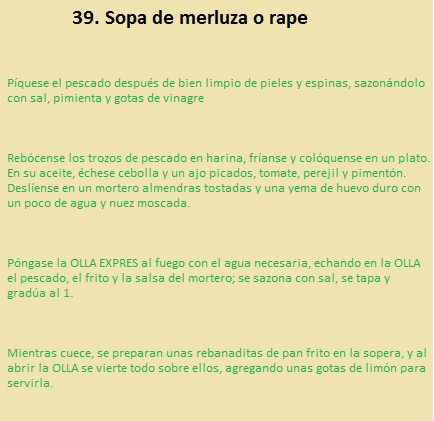 39. Sopa de merluza o rape
Píquese el pescado después de bien limpio de pieles y espinas, sazonándolo
con sal, pimienta y gotas de vinagre
Rebócense los trozos de pescado en harina, fríanse y colóquense en un plato.
En su aceite, échese cebolla y un ajo picados, tomate, perejil y pimentón.
Deslíense en un mortero almendras tostadas y una yema de huevo duro con
un poco de agua y nuez moscada.
Póngase la OLLA EXPRES al fuego con el agua necesaria, echando en la OLLA
el pescado, el frito y la salsa del mortero; se sazona con sal, se tapa y
gradúa al 1.
Mientras cuece, se preparan unas rebanaditas de pan frito en la sopera, y al
abrir la OLLA se vierte todo sobre ellos, agregando unas gotas de limón para
servirla.